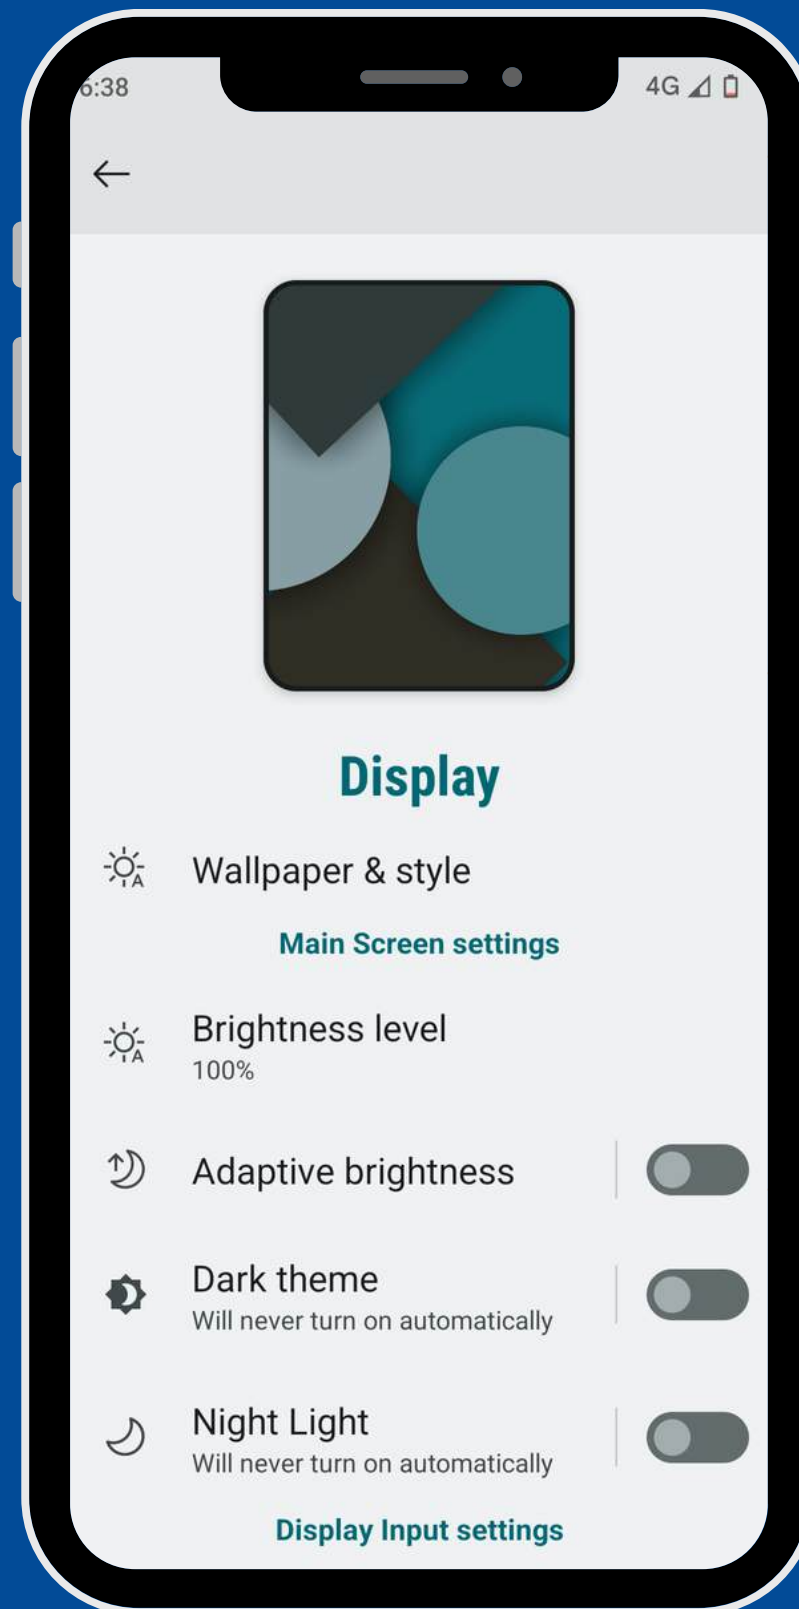 6:38
4G
Display
Wallpaper & style
Main Screen settings
Brightness level
100%
Adaptive brightness
Dark theme
Will never turn on automatically
Night Light
Will never turn on automatically
Display Input settings